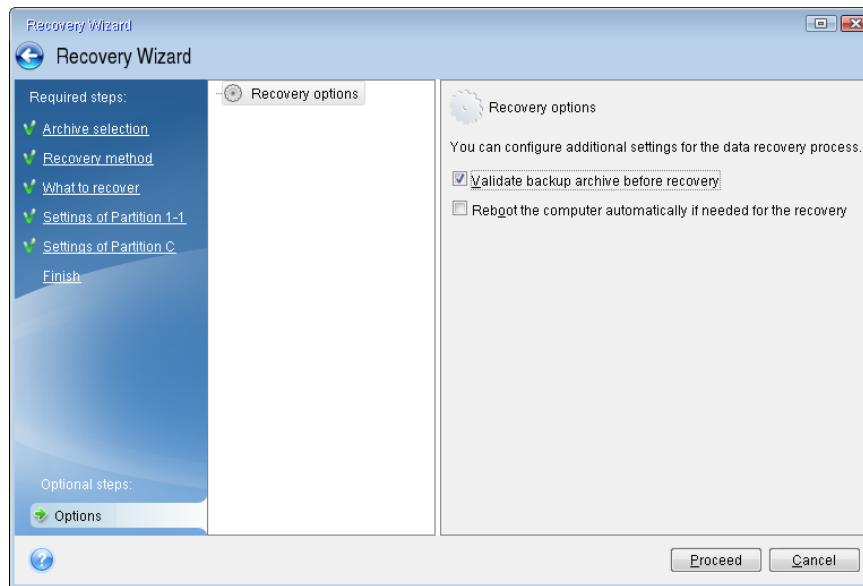 Recovery Wizard
Recovery Wizard
Required steps:
Archive selection
Recovery method
What to recover
Settings of Partition 1-1
Settings of Partition C
Finish
Optional steps:
Options
Recovery options
Recovery options
You can configure additional settings for the data recovery process.
Validate backup archive before recovery
Reboot the computer automatically if needed for the recovery
?
Proceed
Cancel